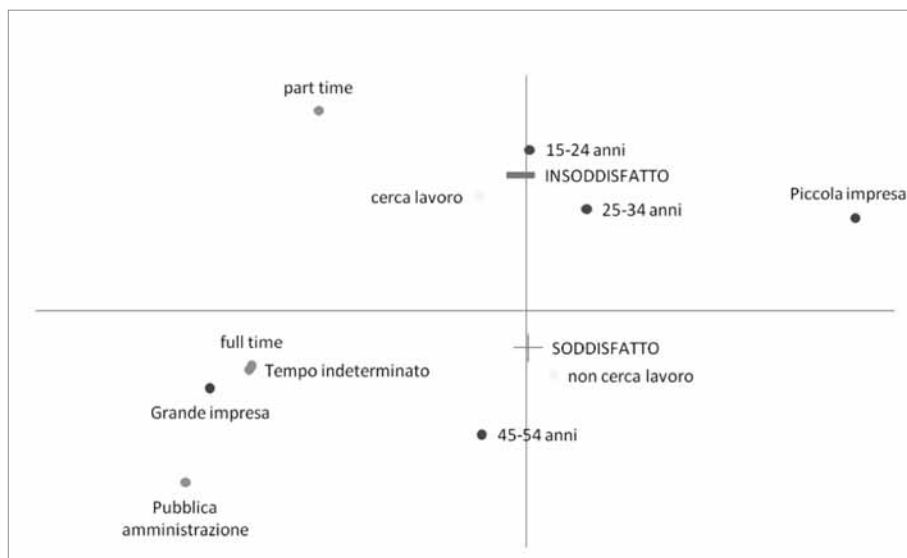 part time
15-24 anni
INSODDISFATTO
cerca lavoro
25-34 anni
Piccola impresa
full time
SODDISFATTO
Tempo indeterminato
non cerca lavoro
Grande impresa
45-54 anni
Pubblica
amministrazione